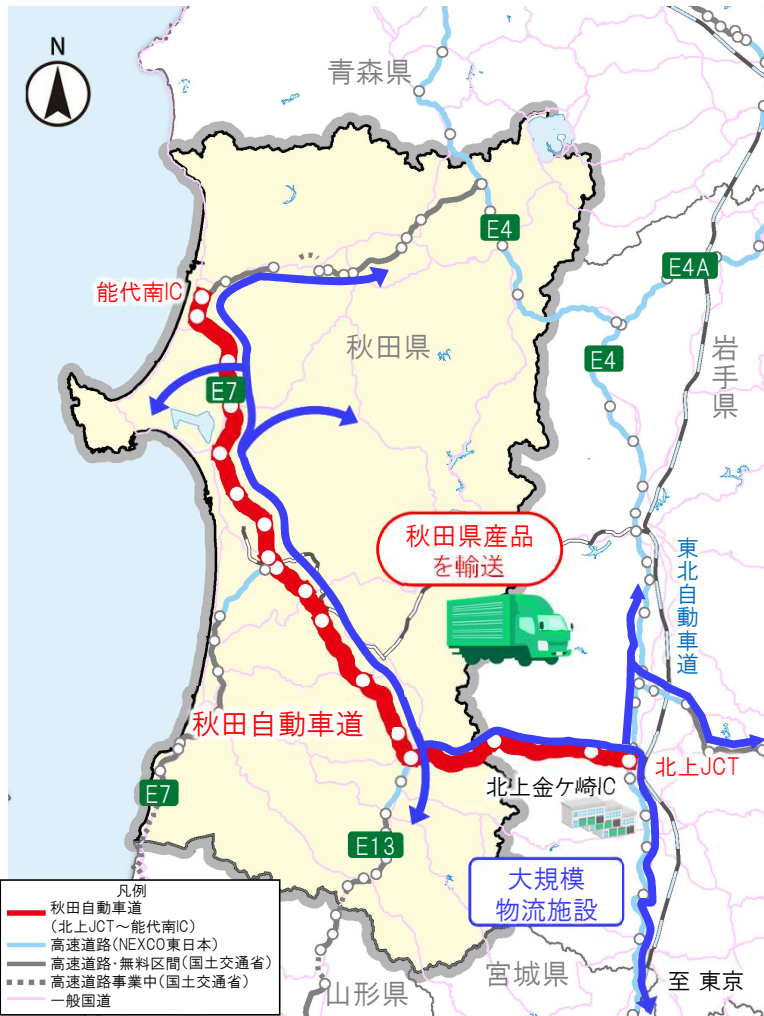 N
青森県
E4
E4A
能代南IC
秋田県
E4
岩手県
E7
秋田県産品
を輸送
東北自動車道
秋田自動車道
北上JCT
北上金ケ崎IC
E7
E13
大規模
物流施設
凡例
秋田自動車道
(北上JCT～能代南IC)
高速道路(NEXCO東日本)
高速道路・無料区間(国土交通省)
高速道路事業中(国土交通省)
一般国道
山形県
宮城県
至 東京